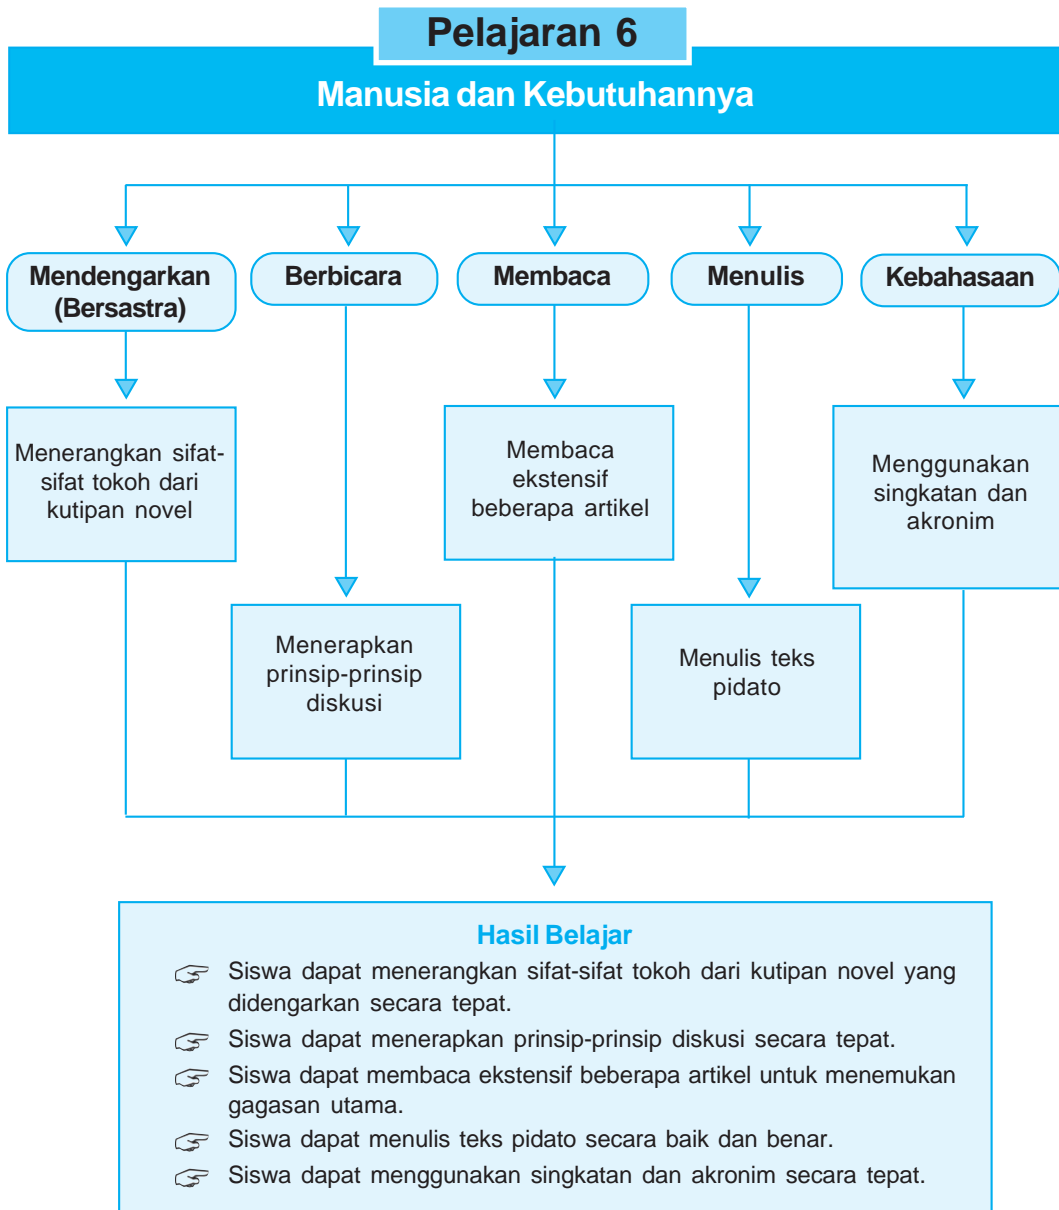 Pelajaran 6
Manusia dan Kebutuhannya
Mendengarkan
(Bersastra)
Berbicara
Membaca
Menulis
Kebahasaan
Menerangkan sifat-
sifat tokoh dari
kutipan novel
Membaca
ekstensif
beberapa artikel
Menggunakan
singkatan dan
akronim
Menerapkan
prinsip-prinsip
diskusi
Menulis teks
pidato
Hasil Belajar
Siswa dapat menerangkan sifat-sifat tokoh dari kutipan novel yang
didengarkan secara tepat.
Siswa dapat menerapkan prinsip-prinsip diskusi secara tepat.
Siswa dapat membaca ekstensif beberapa artikel untuk menemukan
gagasan utama.
Siswa dapat menulis teks pidato secara baik dan benar.
Siswa dapat menggunakan singkatan dan akronim secara tepat.